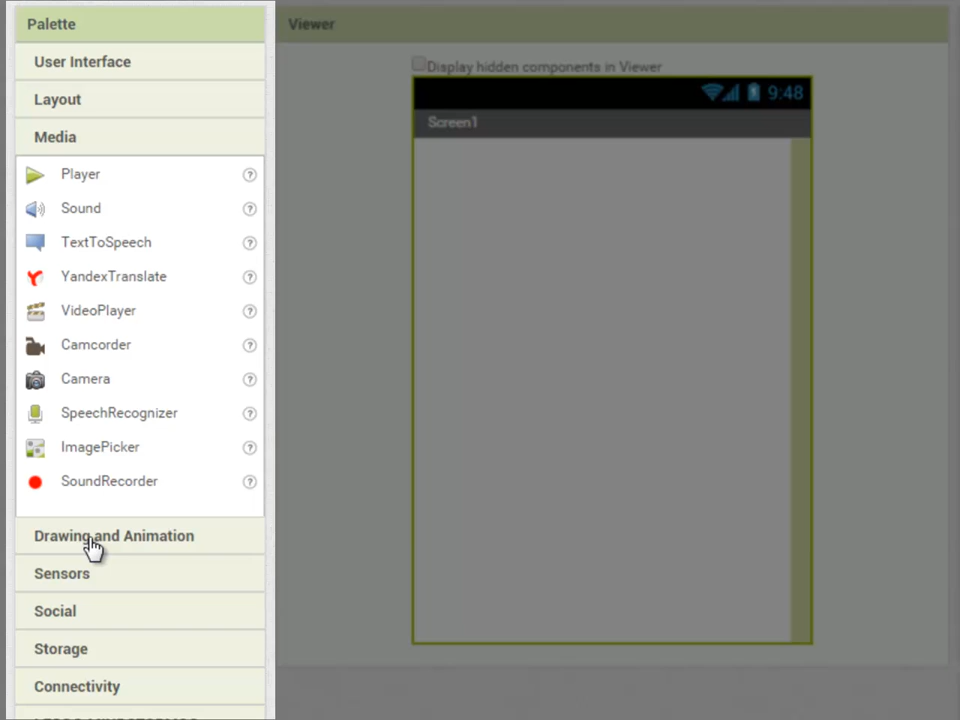 Palette
User Interface
Layout
Media
Player ?
Sound ?
TextToSpeech ?
YandexTranslate ?
VideoPlayer ?
Camcorder ?
Camera ?
SpeechRecognizer ?
ImagePicker ?
SoundRecorder ?
Drawing and Animation
Sensors
Social
Storage
Connectivity
Viewer
Display hidden components in Viewer
9:48
Screen1